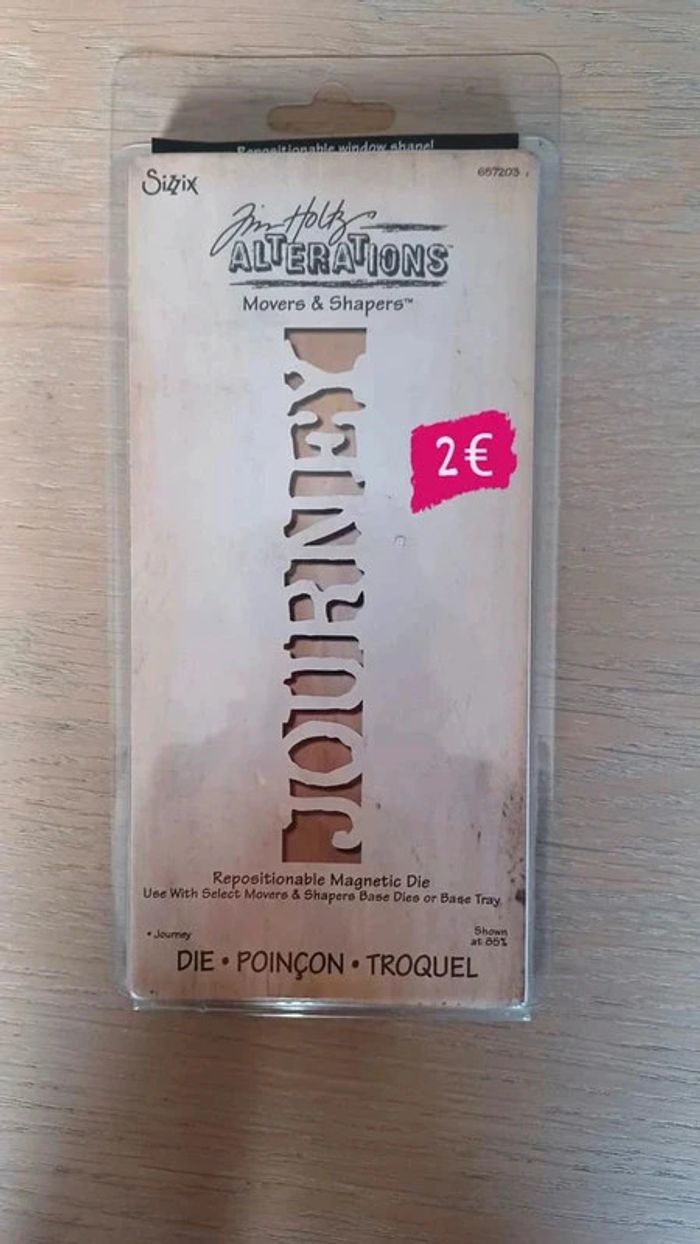 Repositionable window shape!
Sizzix
657203
Tim Holtz
ALTERATIONS™
Movers & Shapers™
JOURNEY
2€
Repositionable Magnetic Die
Use With Select Movers & Shapers Base Dies or Base Tray
• Journey
Shown
at 85%
DIE • POINÇON • TROQUEL